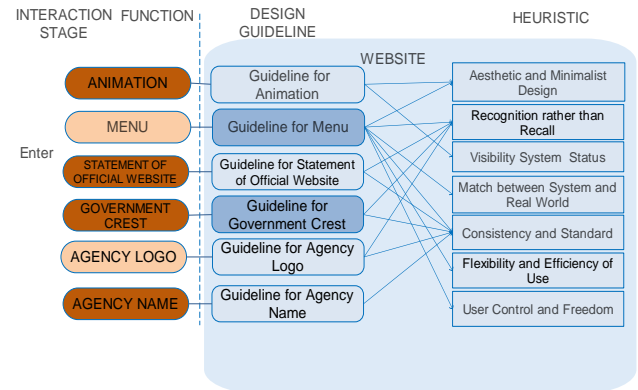 INTERACTION STAGE
FUNCTION
DESIGN GUIDELINE
HEURISTIC
WEBSITE
Enter
ANIMATION
Guideline for
Animation
Aesthetic and Minimalist
Design
MENU
Guideline for Menu
Recognition rather than
Recall
Visibility System Status
STATEMENT OF
OFFICIAL WEBSITE
Guideline for Statement
of Official Website
Match between System and
Real World
GOVERNMENT
CREST
Guideline for
Government Crest
Consistency and Standard
AGENCY LOGO
Guideline for Agency
Logo
Flexibility and Efficiency of
Use
AGENCY NAME
Guideline for Agency
Name
User Control and Freedom